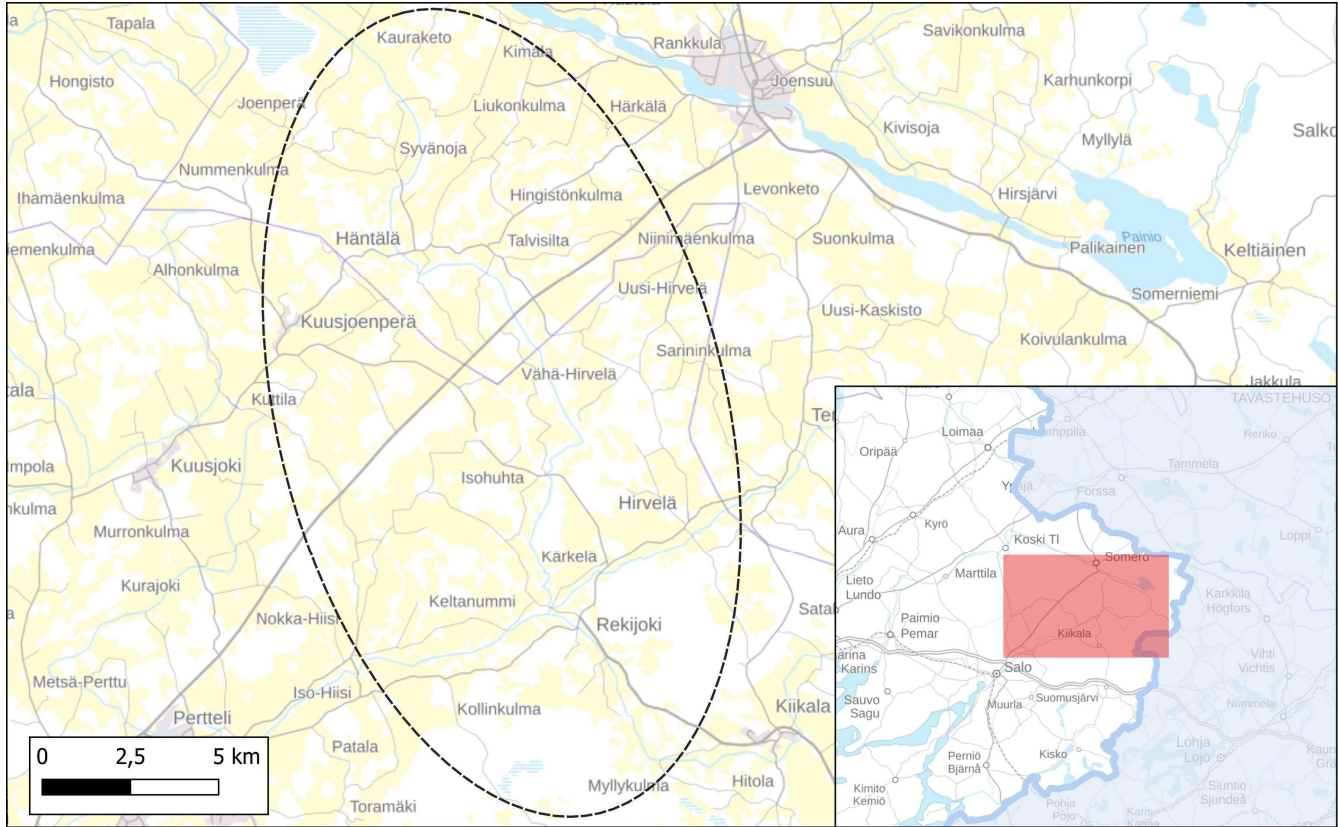 Tapala
Kauraketo
Kimala
Rankkula
Savikonkulma
Hongisto
Joensuu
Karhunkorpi
Joenperä
Liukonkulma
Härkälä
Kivisoja
Myllylä
Syvänoja
Nummenkulma
Hingistönkulma
Levonketo
Hirsjärvi
Ihamäenkulma
Häntälä
Talvisilta
Niinimäenkulma
Suonkulma
Painio
Palikainen
Keltiäinen
iemenkulma
Alhonkulma
Uusi-Hirvelä
Somerniemi
Kuusjoenperä
Uusi-Kaskisto
Koivulankulma
Sarininkulma
Vähä-Hirvelä
Jakkula
Kuttila
Kuusjoki
Isohuhta
Hirvelä
Murronkulma
Kärkelä
Kurajoki
Keltanummi
Nokka-Hiisi
Rekijoki
Metsä-Perttu
Iso-Hiisi
Pertteli
Kollinkulma
Kiikala
Patala
Myllykulma
Hitola
Toramäki
0 2,5 5 km
TAVASTEHUS
Loimaa
Renko
Oripää
Tammela
Forssa
Kyrö
Aura
Loppi
Koski Tl
Somero
Marttila
Lieto
Lundo
Karkkila
Högfors
Paimio
Pemar
Kiikala
Vihti
Vichtis
Karins
Salo
Sauvo
Sagu
Muurla
Suomusjärvi
Nummela
Lohja
Lojo
Kisko
Perniö
Bjärnå
Siuntio
Sjundeå
Kimito
Kemiö
Pohja
Pojo